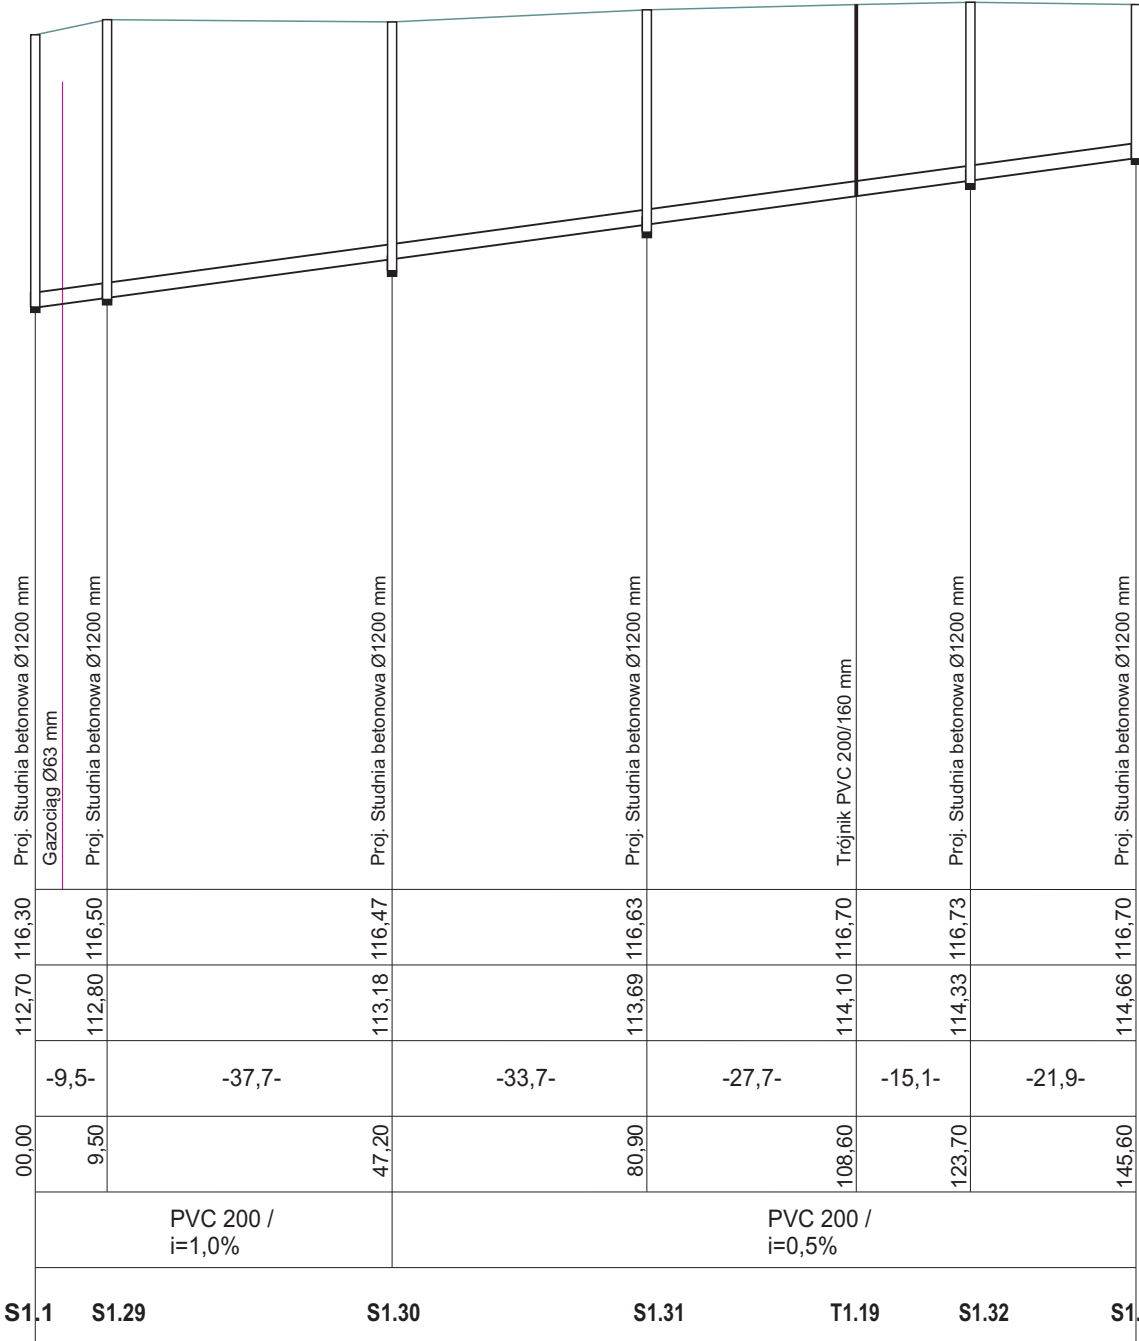 Proj. Studnia betonowa Ø1200 mm
Gazociąg Ø63 mm
Proj. Studnia betonowa Ø1200 mm
Proj. Studnia betonowa Ø1200 mm
Proj. Studnia betonowa Ø1200 mm
Trójnik PVC 200/160 mm
Proj. Studnia betonowa Ø1200 mm
Proj. Studnia betonowa Ø1200 mm
116,30 116,50 116,47 116,63 116,70 116,73 116,70
112,70 112,80 113,18 113,69 114,10 114,33 114,66
-9,5- -37,7- -33,7- -27,7- -15,1- -21,9-
00,00 9,50 47,20 80,90 108,60 123,70 145,60
PVC 200 / PVC 200 /
i=1,0% i=0,5%
S1.1 S1.29 S1.30 S1.31 T1.19 S1.32 S1.